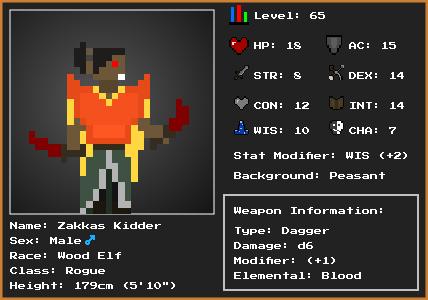 Level: 65
HP: 18 AC: 15
STR: 8 DEX: 14
CON: 12 INT: 14
WIS: 10 CHA: 7
Stat Modifier: WIS (+2)
Background: Peasant
Name: Zakkas Kidder
Sex: Male
Race: Wood Elf
Class: Rogue
Height: 179cm (5'10")
Weapon Information:
Type: Dagger
Damage: d6
Modifier: (+1)
Elemental: Blood